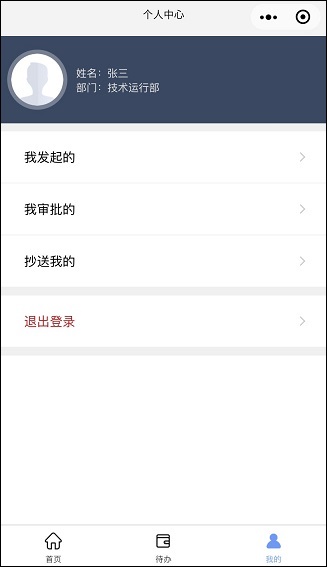 个人中心
姓名：张三
部门：技术运行部
我发起的
我审批的
抄送我的
退出登录
首页
待办
我的